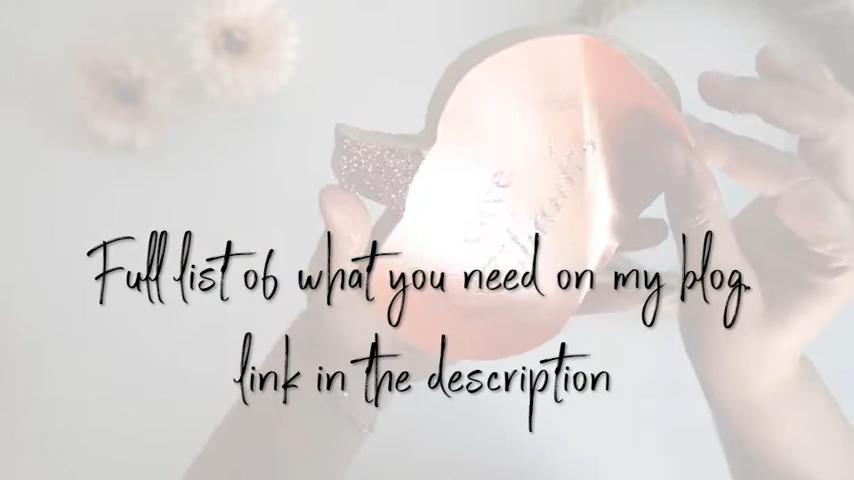 Full list of what you need on my blog.
link in the description